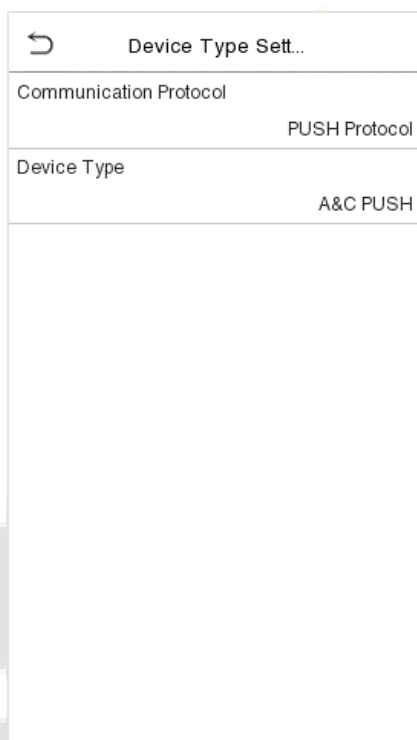 Device Type Sett...
Communication Protocol
PUSH Protocol
Device Type
A&C PUSH